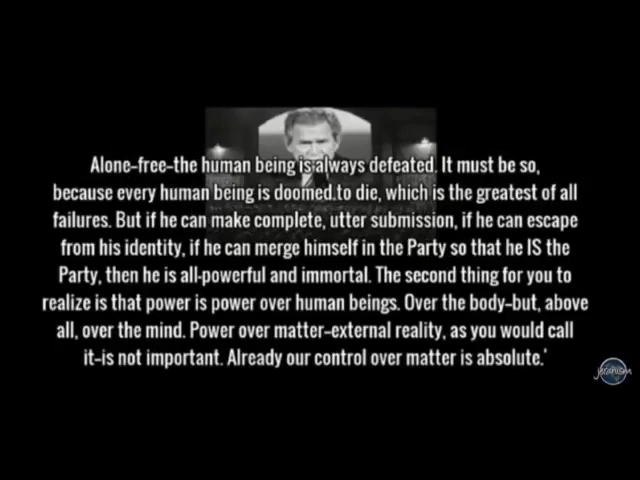 Alone-free-the human being is always defeated. It must be so,
because every human being is doomed to die, which is the greatest of all
failures. But if he can make complete, utter submission, if he can escape
from his identity, if he can merge himself in the Party so that he IS the
Party, then he is all-powerful and immortal. The second thing for you to
realize is that power is power over human beings. Over the body-but, above
all, over the mind. Power over matter-external reality, as you would call
it-is not important. Already our control over matter is absolute.'
jeranism